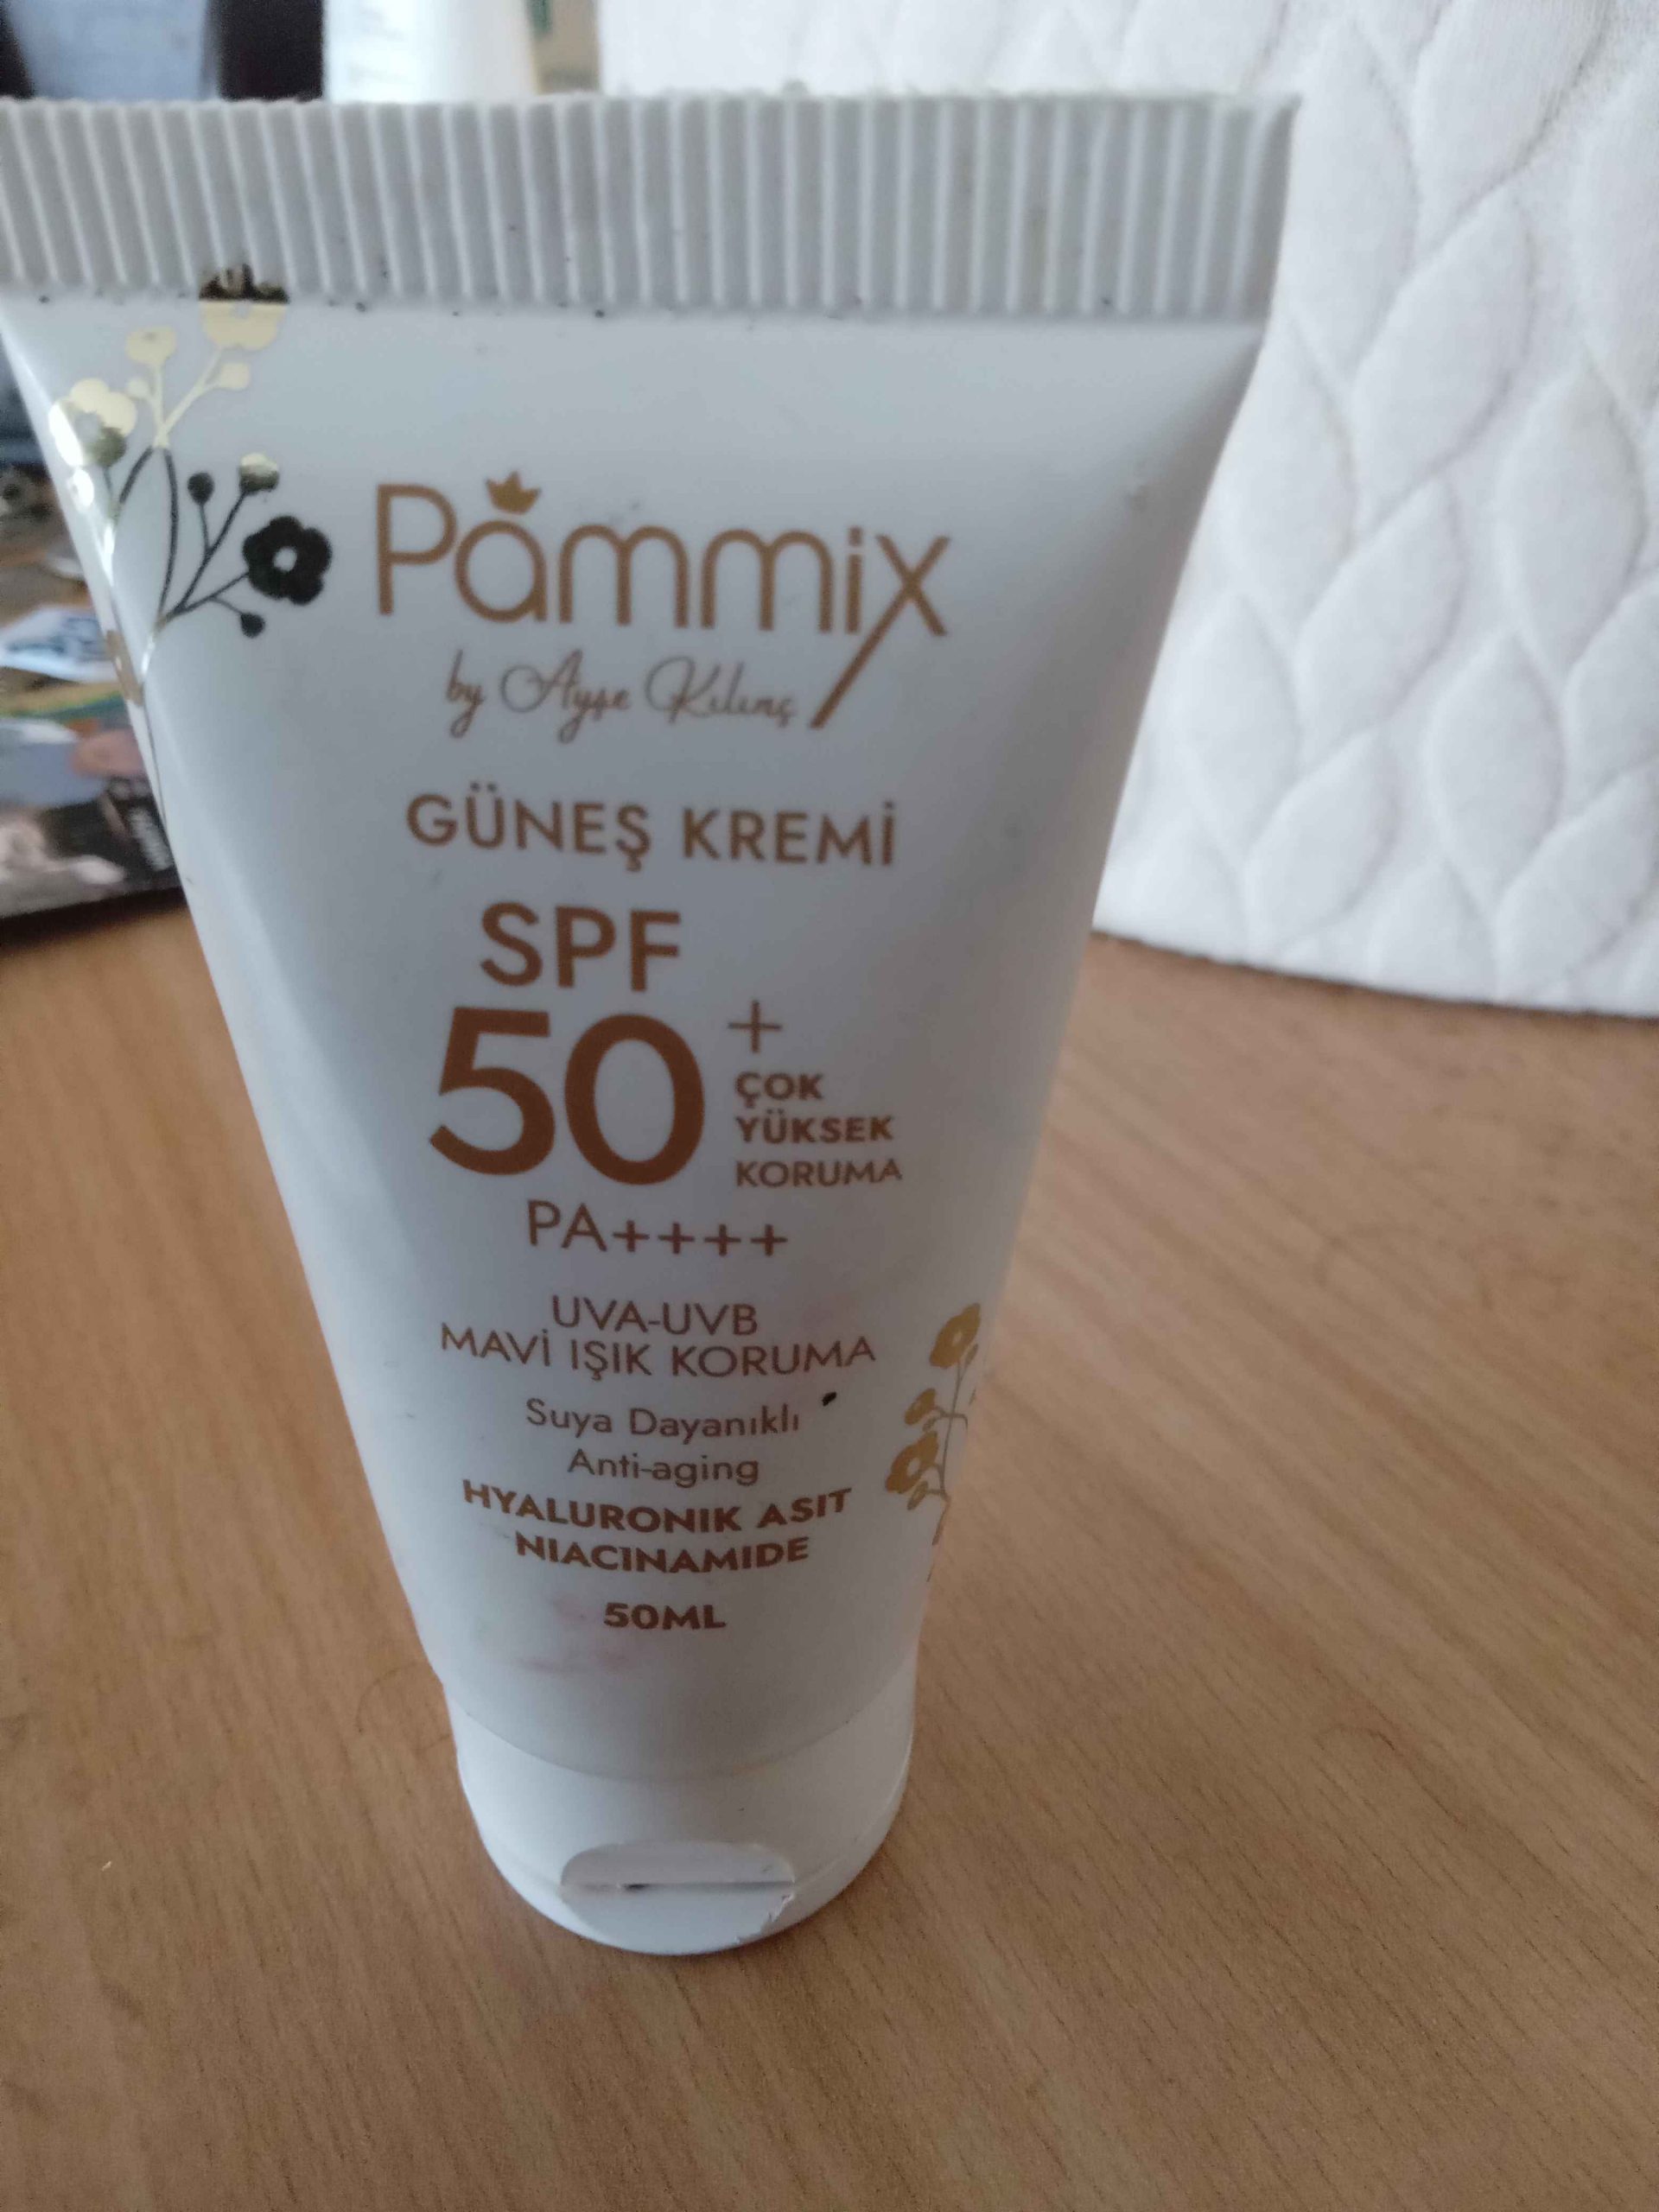 Pammix
by Ayşe Kılınç
GÜNEŞ KREMİ
SPF
50+
ÇOK
YÜKSEK
KORUMA
PA++++
UVA-UVB
MAVİ IŞIK KORUMA
Suya Dayanıklı
Anti-aging
HYALURONIK ASIT
NIACINAMIDE
50ML